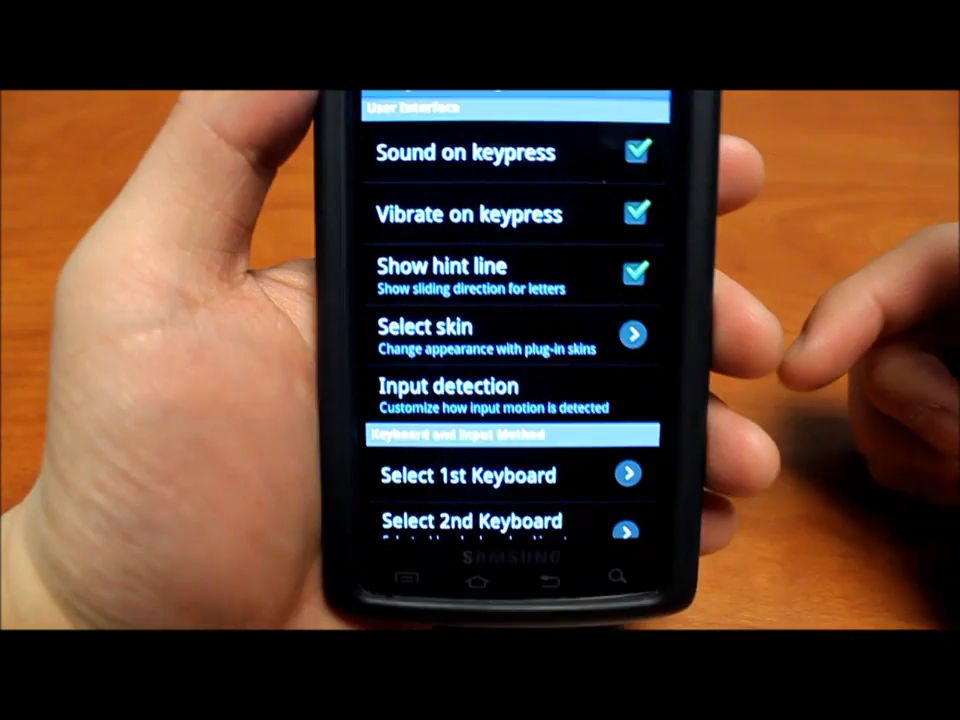 User Interface
Sound on keypress
Vibrate on keypress
Show hint line
Show sliding direction for letters
Select skin
Change appearance with plug-in skins
Input detection
Customize how input motion is detected
Keyboard and Input Method
Select 1st Keyboard
Select 2nd Keyboard
SAMSUNG